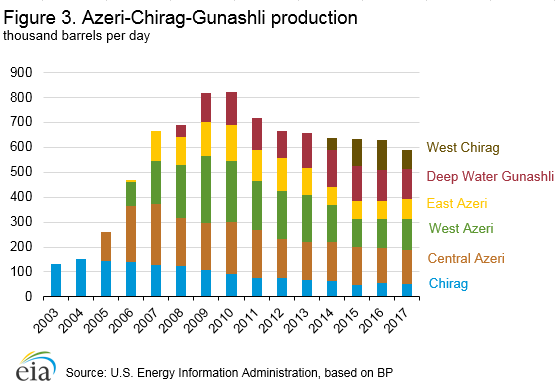 Figure 3. Azeri-Chirag-Gunashli production
thousand barrels per day
900
800
700
600
500
400
300
200
100
0
2003 2004 2005 2006 2007 2008 2009 2010 2011 2012 2013 2014 2015 2016 2017
West Chirag
Deep Water Gunashli
East Azeri
West Azeri
Central Azeri
Chirag
eia
Source: U.S. Energy Information Administration, based on BP